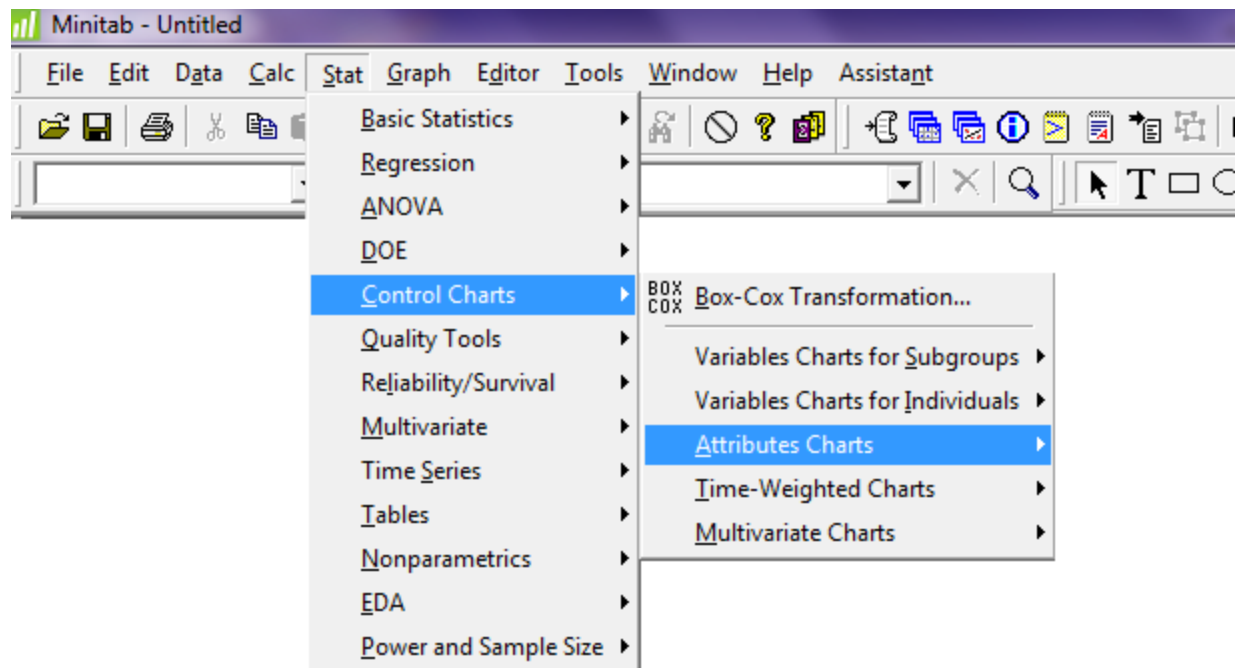 Minitab - Untitled
File Edit Data Calc Stat Graph Editor Tools Window Help Assistant
Basic Statistics
Regression
ANOVA
DOE
Control Charts
Quality Tools
Reliability/Survival
Multivariate
Time Series
Tables
Nonparametrics
EDA
Power and Sample Size
BOX COX Box-Cox Transformation...
Variables Charts for Subgroups
Variables Charts for Individuals
Attributes Charts
Time-Weighted Charts
Multivariate Charts
T